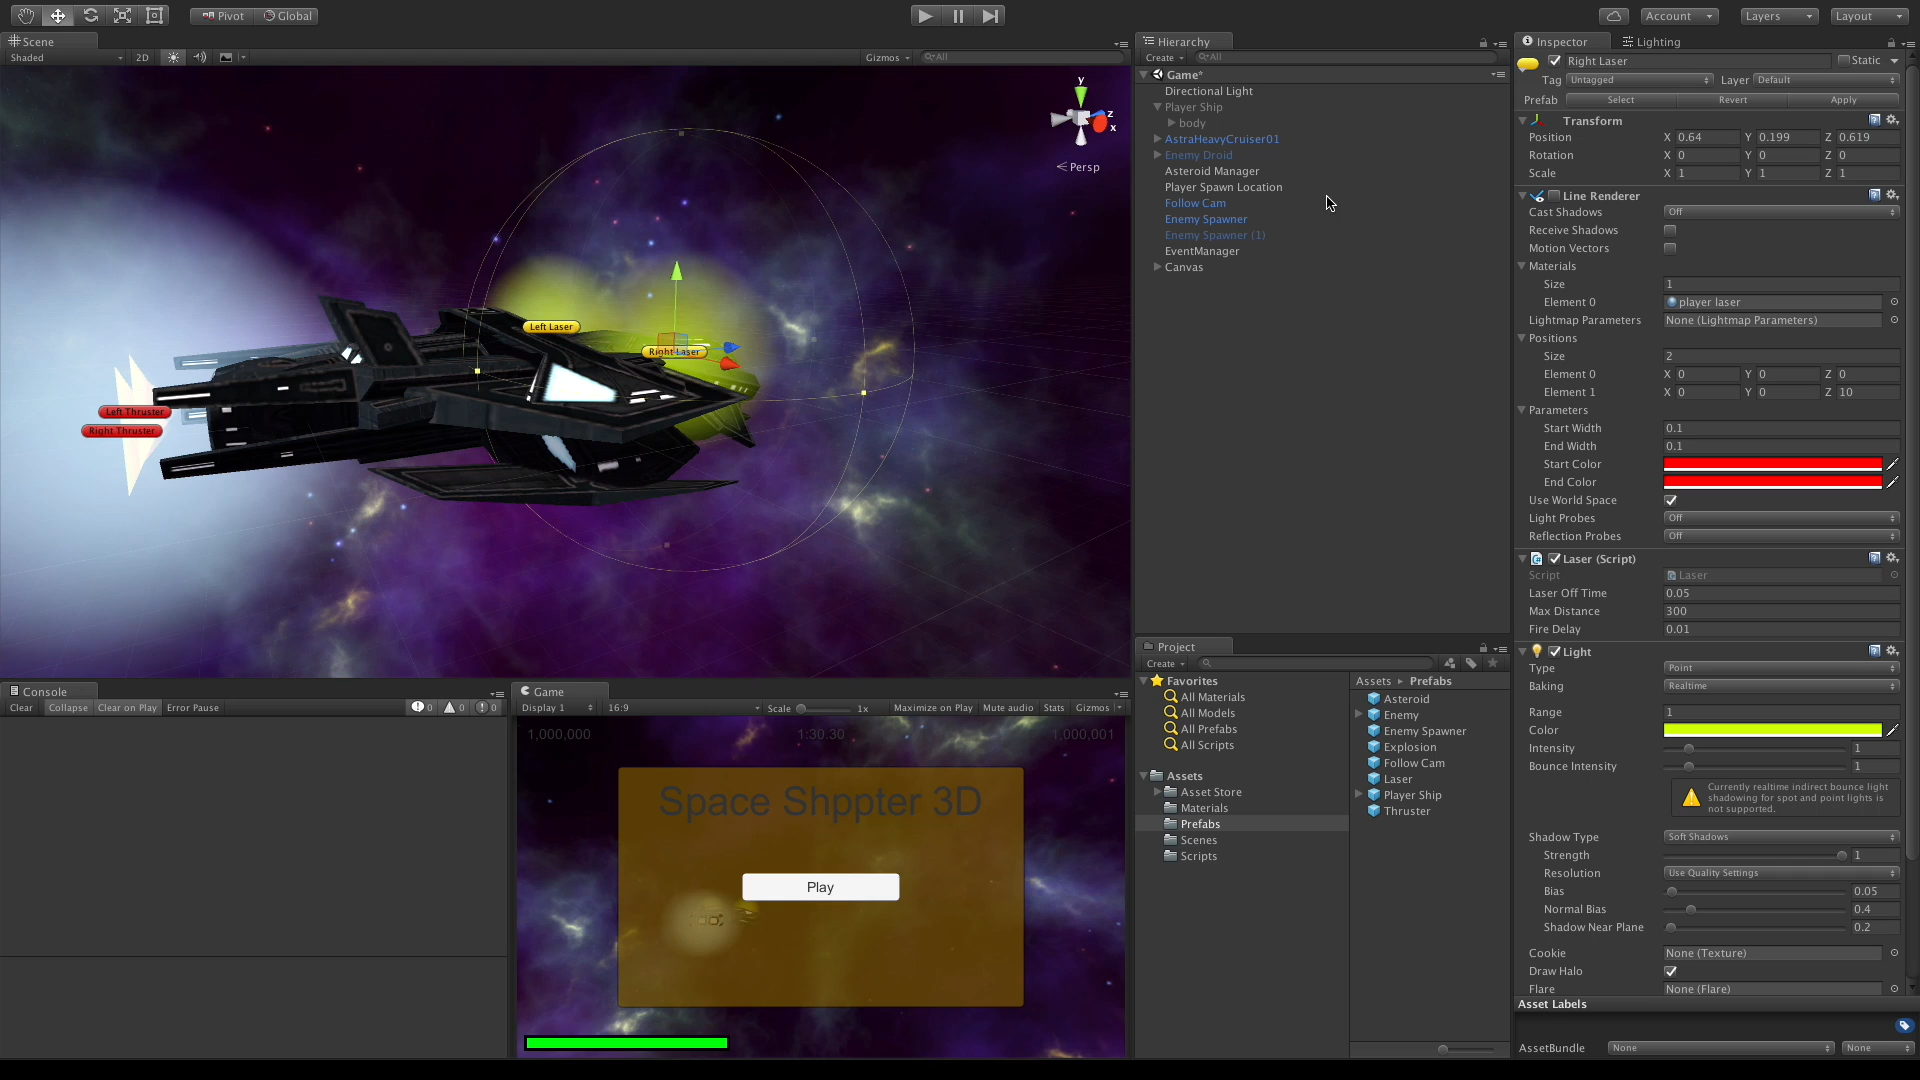 Pivot Global Account Layers Layout
Scene
Shaded 2D Gizmos All
y
z
x
Persp
Left Laser
Right Laser
Left Thruster
Right Thruster
Hierarchy
Create All
Game*
Directional Light
Player Ship
body
AstraHeavyCruiser01
Enemy Droid
Asteroid Manager
Player Spawn Location
Follow Cam
Enemy Spawner
Enemy Spawner (1)
EventManager
Canvas
Console
Clear Collapse Clear on Play Error Pause 0 0 0
Game
Display 1 16:9 Scale 1x Maximize on Play Mute audio Stats Gizmos
1,000,000 1:30.30 1,000,001
Space Shppter 3D
Play
Project
Create
Favorites
All Materials
All Models
All Prefabs
All Scripts
Assets
Asset Store
Materials
Prefabs
Scenes
Scripts
Assets Prefabs
Asteroid
Enemy
Enemy Spawner
Explosion
Follow Cam
Laser
Player Ship
Thruster
Inspector Lighting
Right Laser Static
Tag Untagged Layer Default
Prefab Select Revert Apply
Transform
Position X 0.64 Y 0.199 Z 0.619
Rotation X 0 Y 0 Z 0
Scale X 1 Y 1 Z 1
Line Renderer
Cast Shadows Off
Receive Shadows
Motion Vectors
Materials
Size 1
Element 0 player laser
Lightmap Parameters None (Lightmap Parameters)
Positions
Size 2
Element 0 X 0 Y 0 Z 0
Element 1 X 0 Y 0 Z 10
Parameters
Start Width 0.1
End Width 0.1
Start Color
End Color
Use World Space
Light Probes Off
Reflection Probes Off
Laser (Script)
Script Laser
Laser Off Time 0.05
Max Distance 300
Fire Delay 0.01
Light
Type Point
Baking Realtime
Range 1
Color
Intensity 1
Bounce Intensity 1
Currently realtime indirect bounce light
shadowing for spot and point lights is
not supported.
Shadow Type Soft Shadows
Strength 1
Resolution Use Quality Settings
Bias 0.05
Normal Bias 0.4
Shadow Near Plane 0.2
Cookie None (Texture)
Draw Halo
Flare None (Flare)
Asset Labels
AssetBundle None None